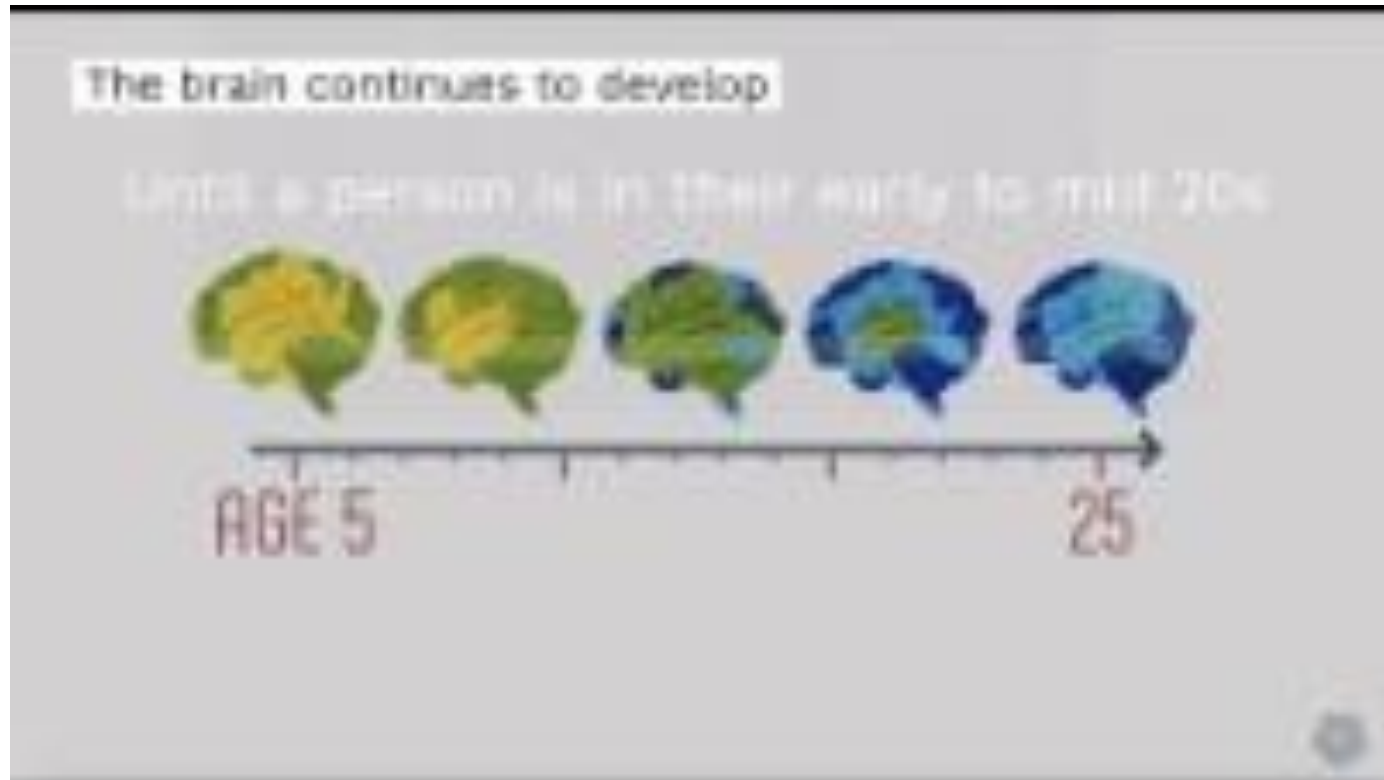 The brain continues to develop
Until a person is in their early to mid 20s
AGE 5
25